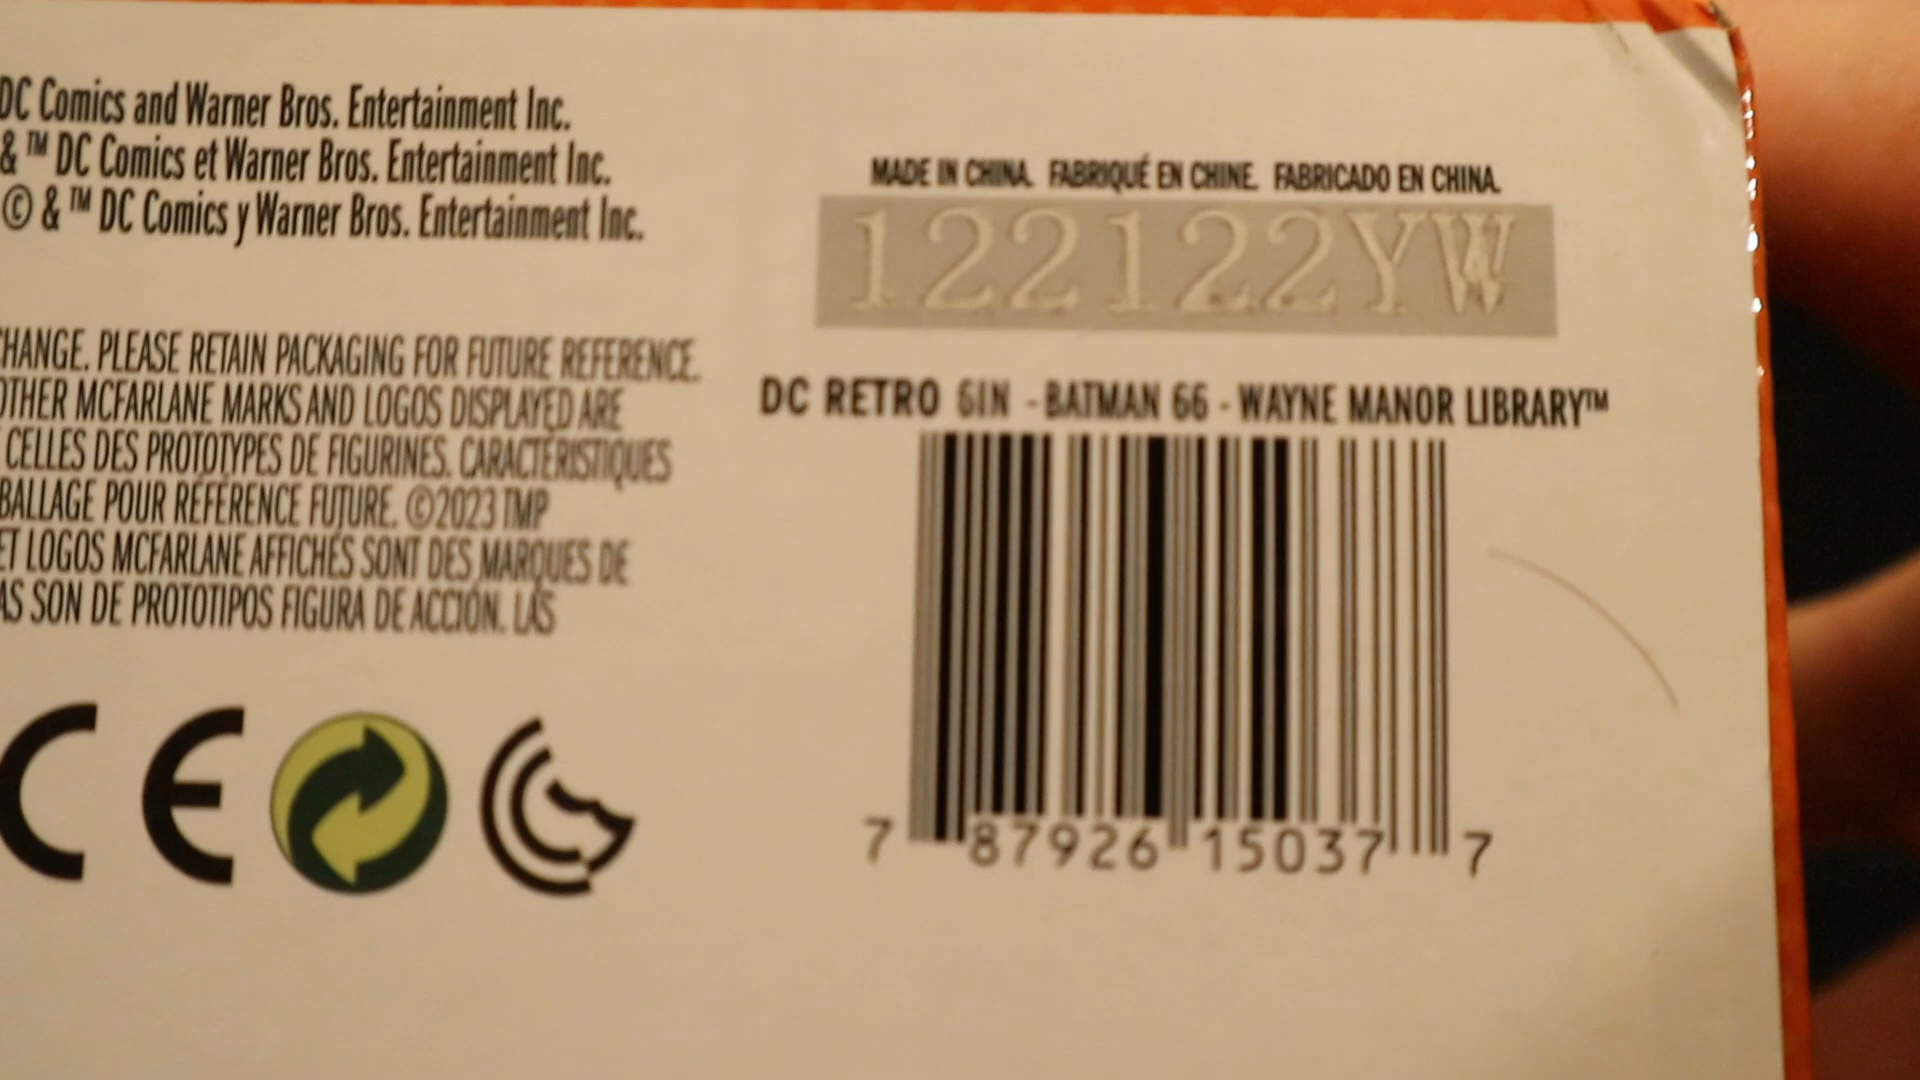 DC Comics and Warner Bros. Entertainment Inc.
& ™ DC Comics et Warner Bros. Entertainment Inc.
© & ™ DC Comics y Warner Bros. Entertainment Inc.
HANGE. PLEASE RETAIN PACKAGING FOR FUTURE REFERENCE.
OTHER MCFARLANE MARKS AND LOGOS DISPLAYED ARE
CELLES DES PROTOTYPES DE FIGURINES. CARACTÉRISTIQUES
BALLAGE POUR RÉFÉRENCE FUTURE. ©2023 TMP
ET LOGOS MCFARLANE AFFICHÉS SONT DES MARQUES DE
AS SON DE PROTOTIPOS FIGURA DE ACCIÓN. LAS
CE
MADE IN CHINA. FABRIQUÉ EN CHINE. FABRICADO EN CHINA.
122122YW
DC RETRO 6IN - BATMAN 66 - WAYNE MANOR LIBRARY™
7 87926 15037 7